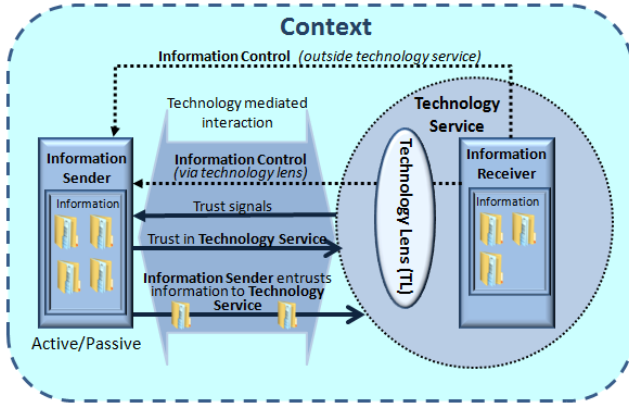 Context
Information Control (outside technology service)
Technology mediated
interaction
Technology
Service
Information
Sender
Information
Information Control
(via technology lens)
Trust signals
Trust in Technology Service
Information Sender entrusts
information to Technology
Service
Technology Lens (TL)
Information
Receiver
Information
Active/Passive